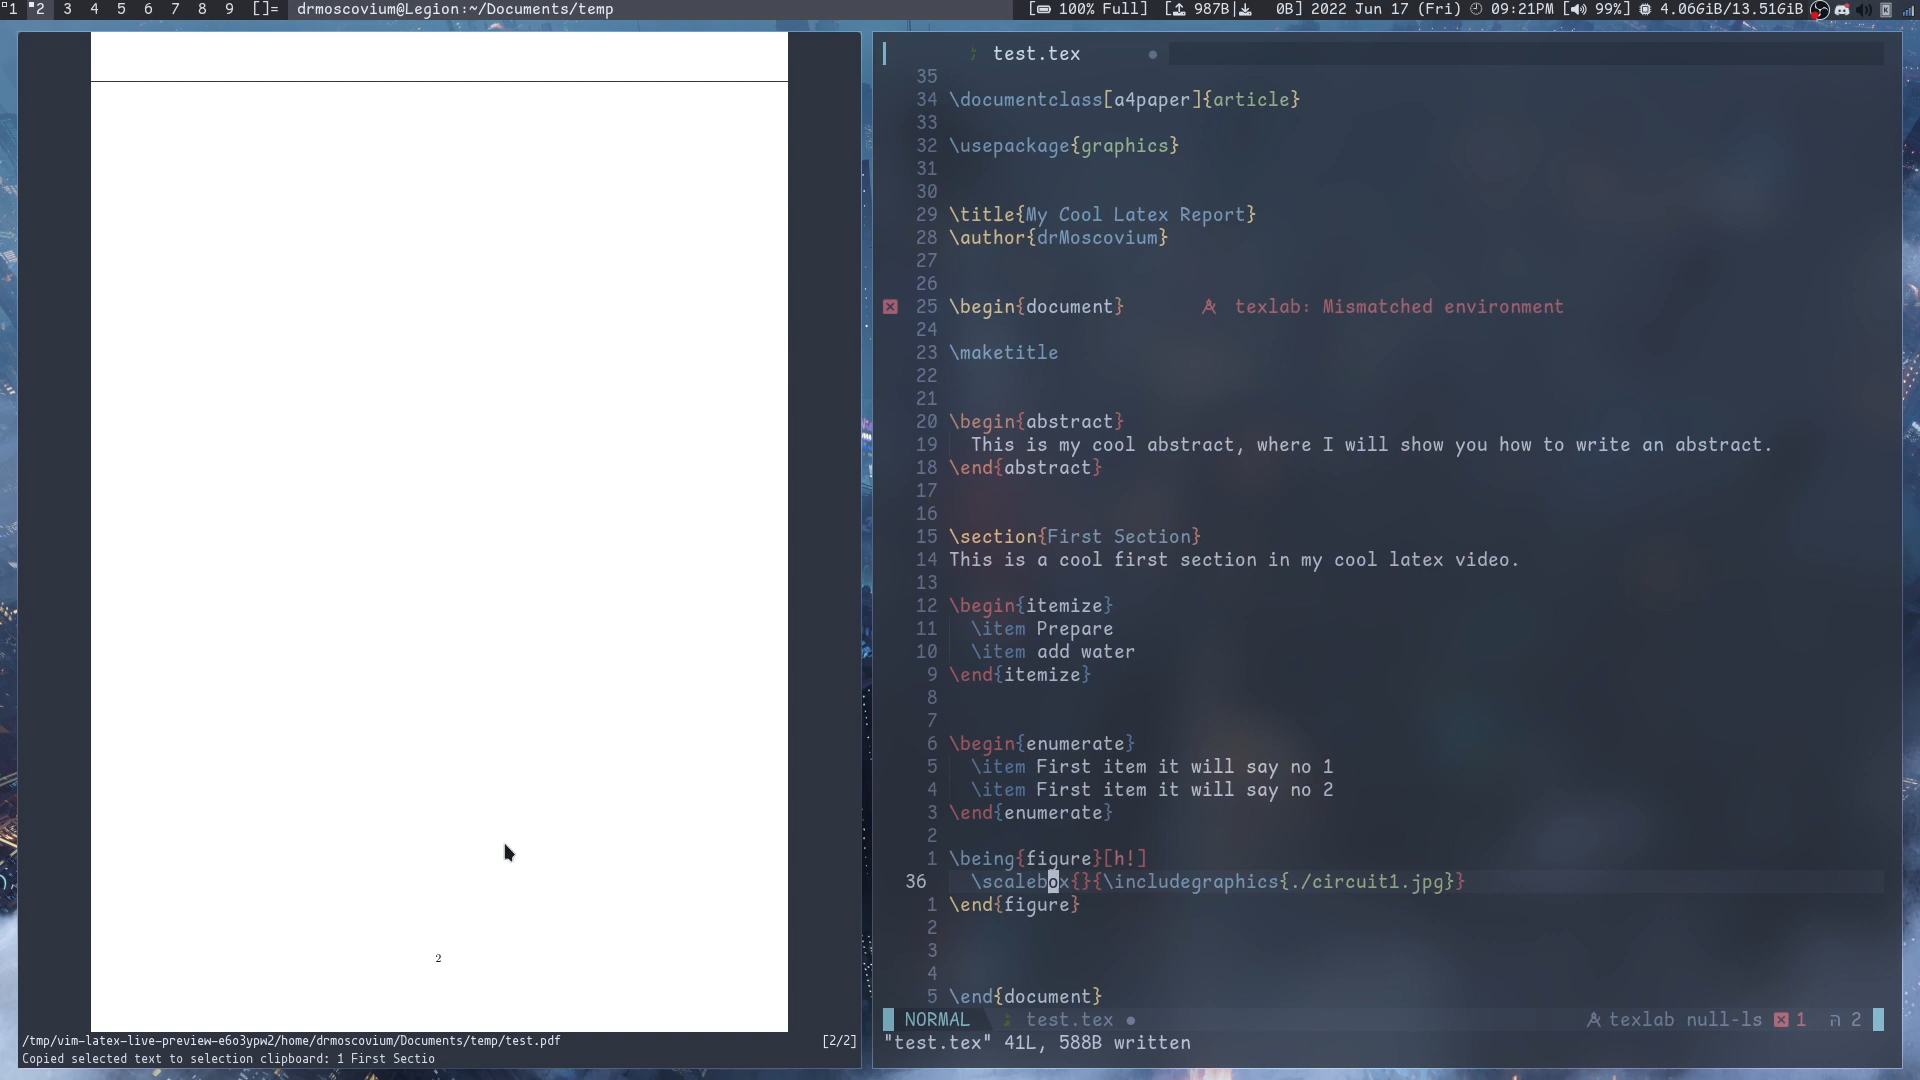 1 2 3 4 5 6 7 8 9 []= drmoscovium@Legion:~/Documents/temp [ 100% Full] [ 987B| 0B] 2022 Jun 17 (Fri) 09:21PM [ 99%] 4.06GiB/13.51GiB
2
/tmp/vim-latex-live-preview-e6o3ypw2/home/drmoscovium/Documents/temp/test.pdf [2/2]
Copied selected text to selection clipboard: 1 First Sectio
test.tex
35
34 \documentclass[a4paper]{article}
33
32 \usepackage{graphics}
31
30
29 \title{My Cool Latex Report}
28 \author{drMoscovium}
27
26
25 \begin{document} texlab: Mismatched environment
24
23 \maketitle
22
21
20 \begin{abstract}
19 This is my cool abstract, where I will show you how to write an abstract.
18 \end{abstract}
17
16
15 \section{First Section}
14 This is a cool first section in my cool latex video.
13
12 \begin{itemize}
11 \item Prepare
10 \item add water
9 \end{itemize}
8
7
6 \begin{enumerate}
5 \item First item it will say no 1
4 \item First item it will say no 2
3 \end{enumerate}
2
1 \being{figure}[h!]
36 \scalebox{}{\includegraphics{./circuit1.jpg}}
1 \end{figure}
2
3
4
5 \end{document}
NORMAL test.tex texlab null-ls 1 2
"test.tex" 41L, 588B written